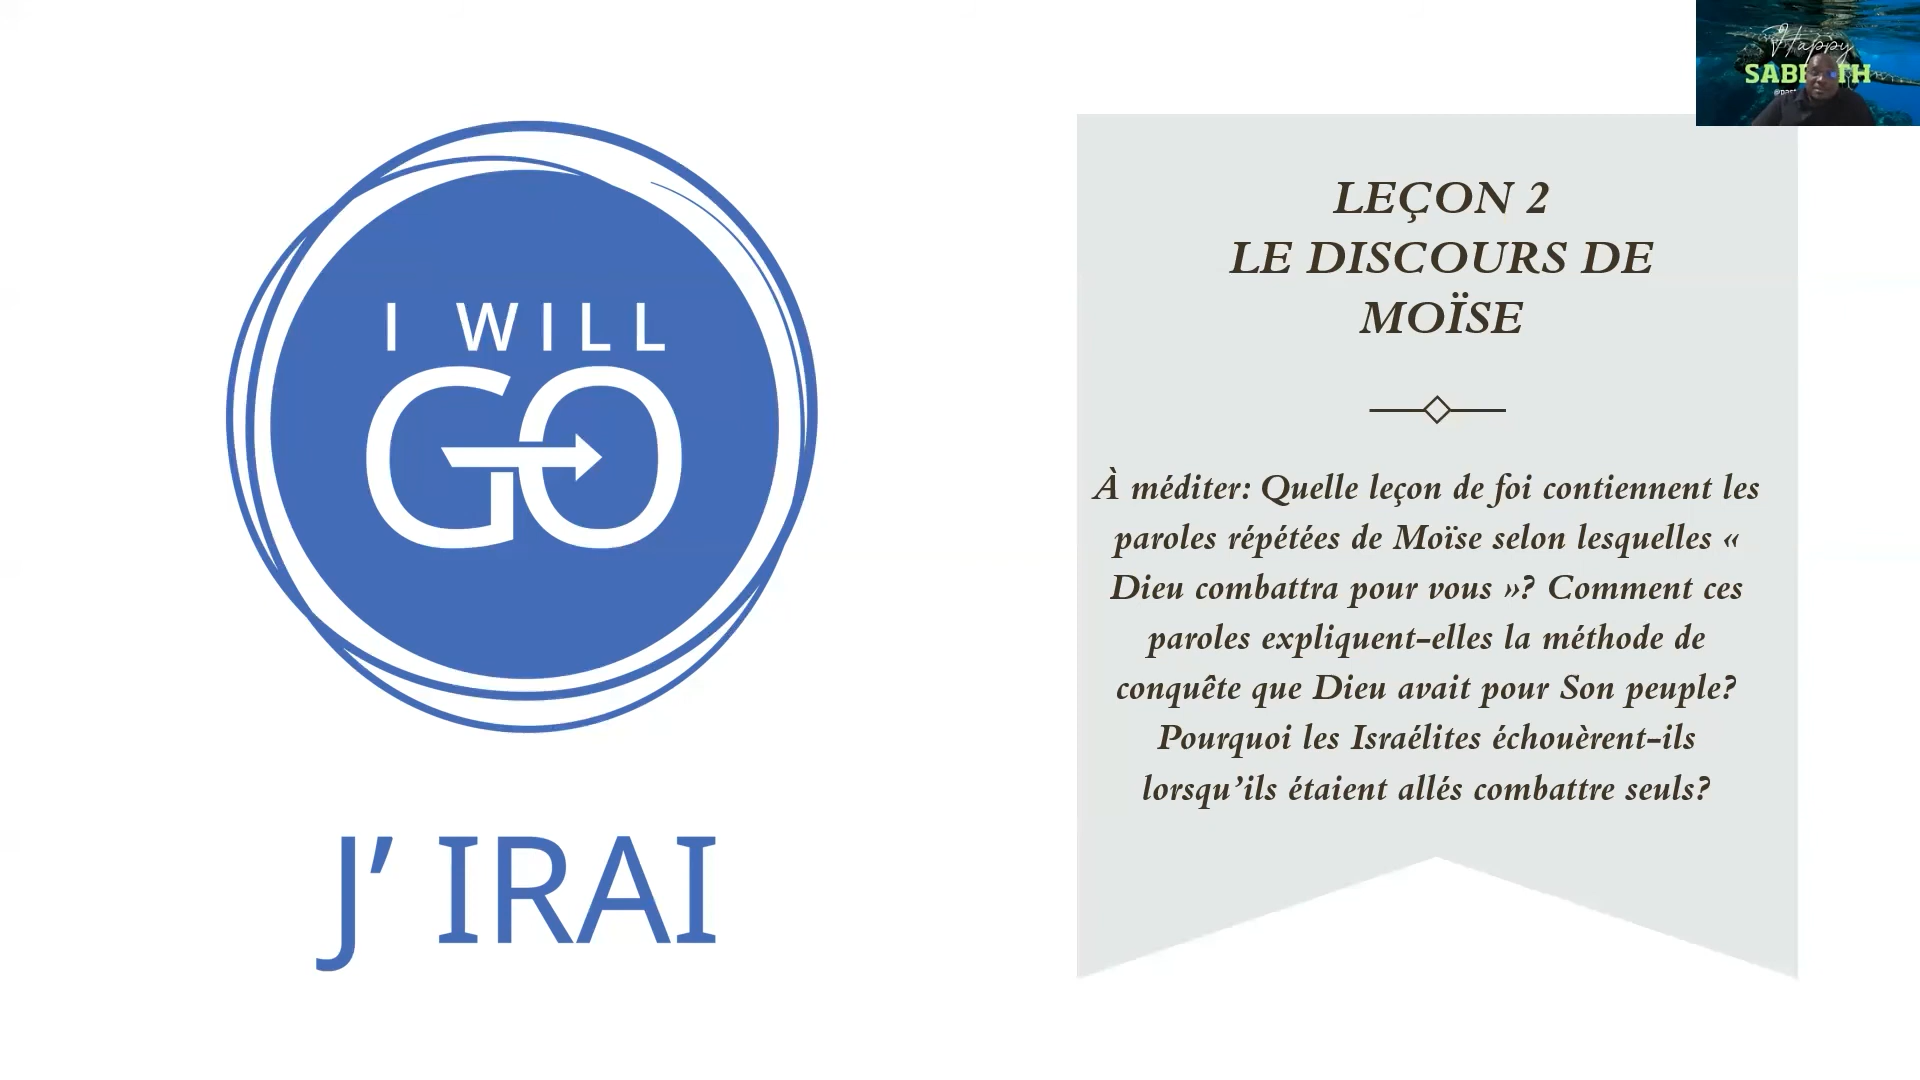 Happy
I WILL
GO
J’ IRAI
LEÇON 2
LE DISCOURS DE
MOÏSE
À méditer: Quelle leçon de foi contiennent les
paroles répétées de Moïse selon lesquelles «
Dieu combattra pour vous »? Comment ces
paroles expliquent-elles la méthode de
conquête que Dieu avait pour Son peuple?
Pourquoi les Israélites échouèrent-ils
lorsqu’ils étaient allés combattre seuls?